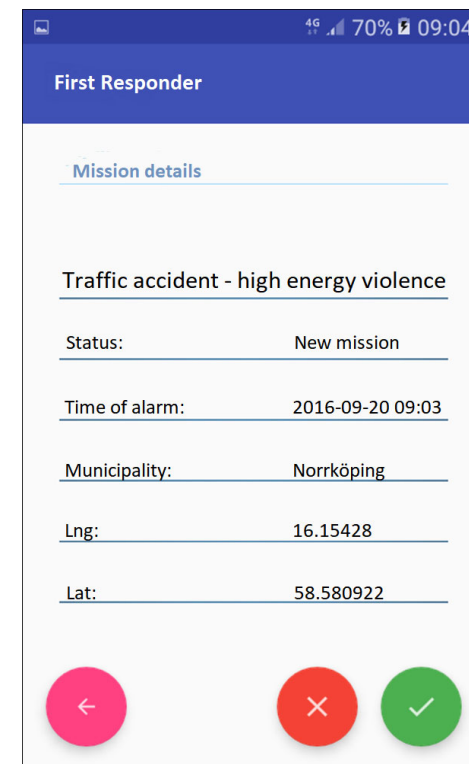 4G 70% 09:04
First Responder
Mission details
Traffic accident - high energy violence
Status: New mission
Time of alarm: 2016-09-20 09:03
Municipality: Norrköping
Lng: 16.15428
Lat: 58.580922